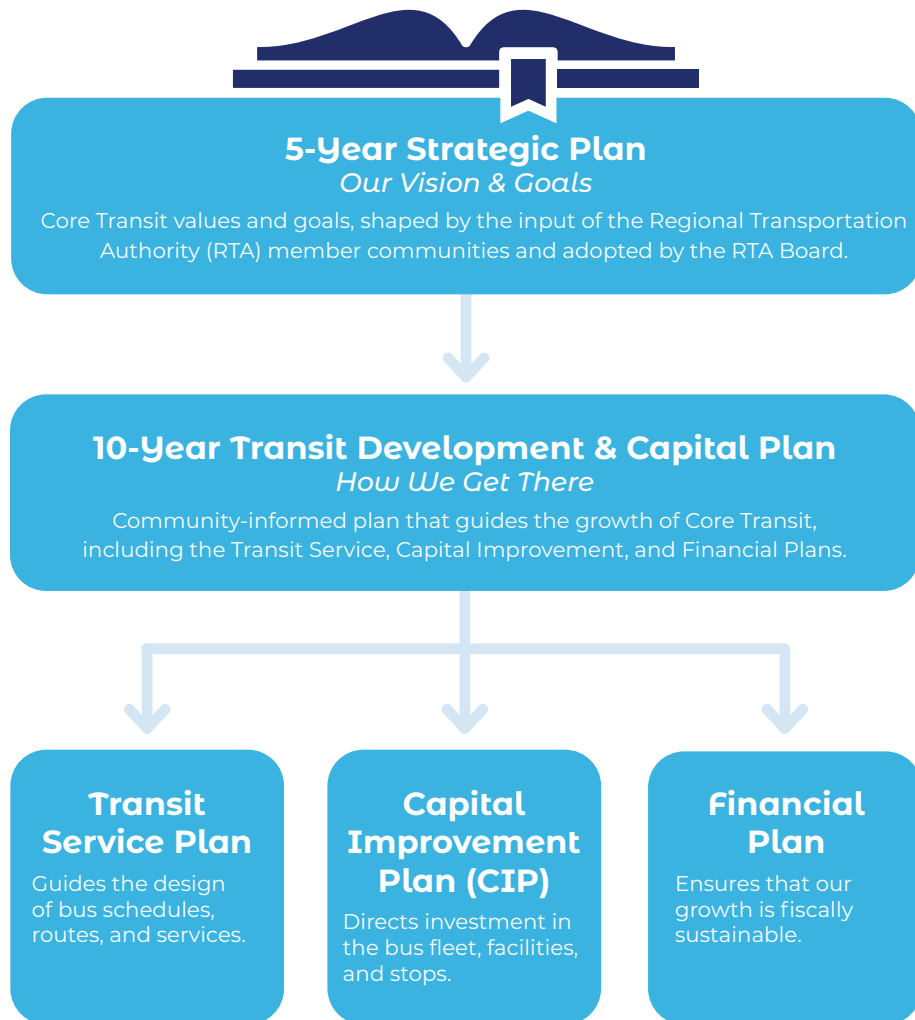 5-Year Strategic Plan
Our Vision & Goals
Core Transit values and goals, shaped by the input of the Regional Transportation
Authority (RTA) member communities and adopted by the RTA Board.
10-Year Transit Development & Capital Plan
How We Get There
Community-informed plan that guides the growth of Core Transit,
including the Transit Service, Capital Improvement, and Financial Plans.
Transit
Service Plan
Guides the design
of bus schedules,
routes, and services.
Capital
Improvement
Plan (CIP)
Directs investment in
the bus fleet, facilities,
and stops.
Financial
Plan
Ensures that our
growth is fiscally
sustainable.